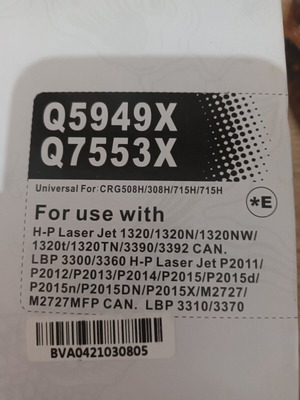 Q5949X
Q7553X
Universal For: CRG508H/308H/715H/715H
*E
For use with
H-P Laser Jet 1320/1320N/1320NW/
1320t/1320TN/3390/3392 CAN.
LBP 3300/3360 H-P Laser Jet P2011/
P2012/P2013/P2014/P2015/P2015d/
P2015n/P2015DN/P2015X/M2727/
M2727MFP CAN. LBP 3310/3370
BVA0421030805